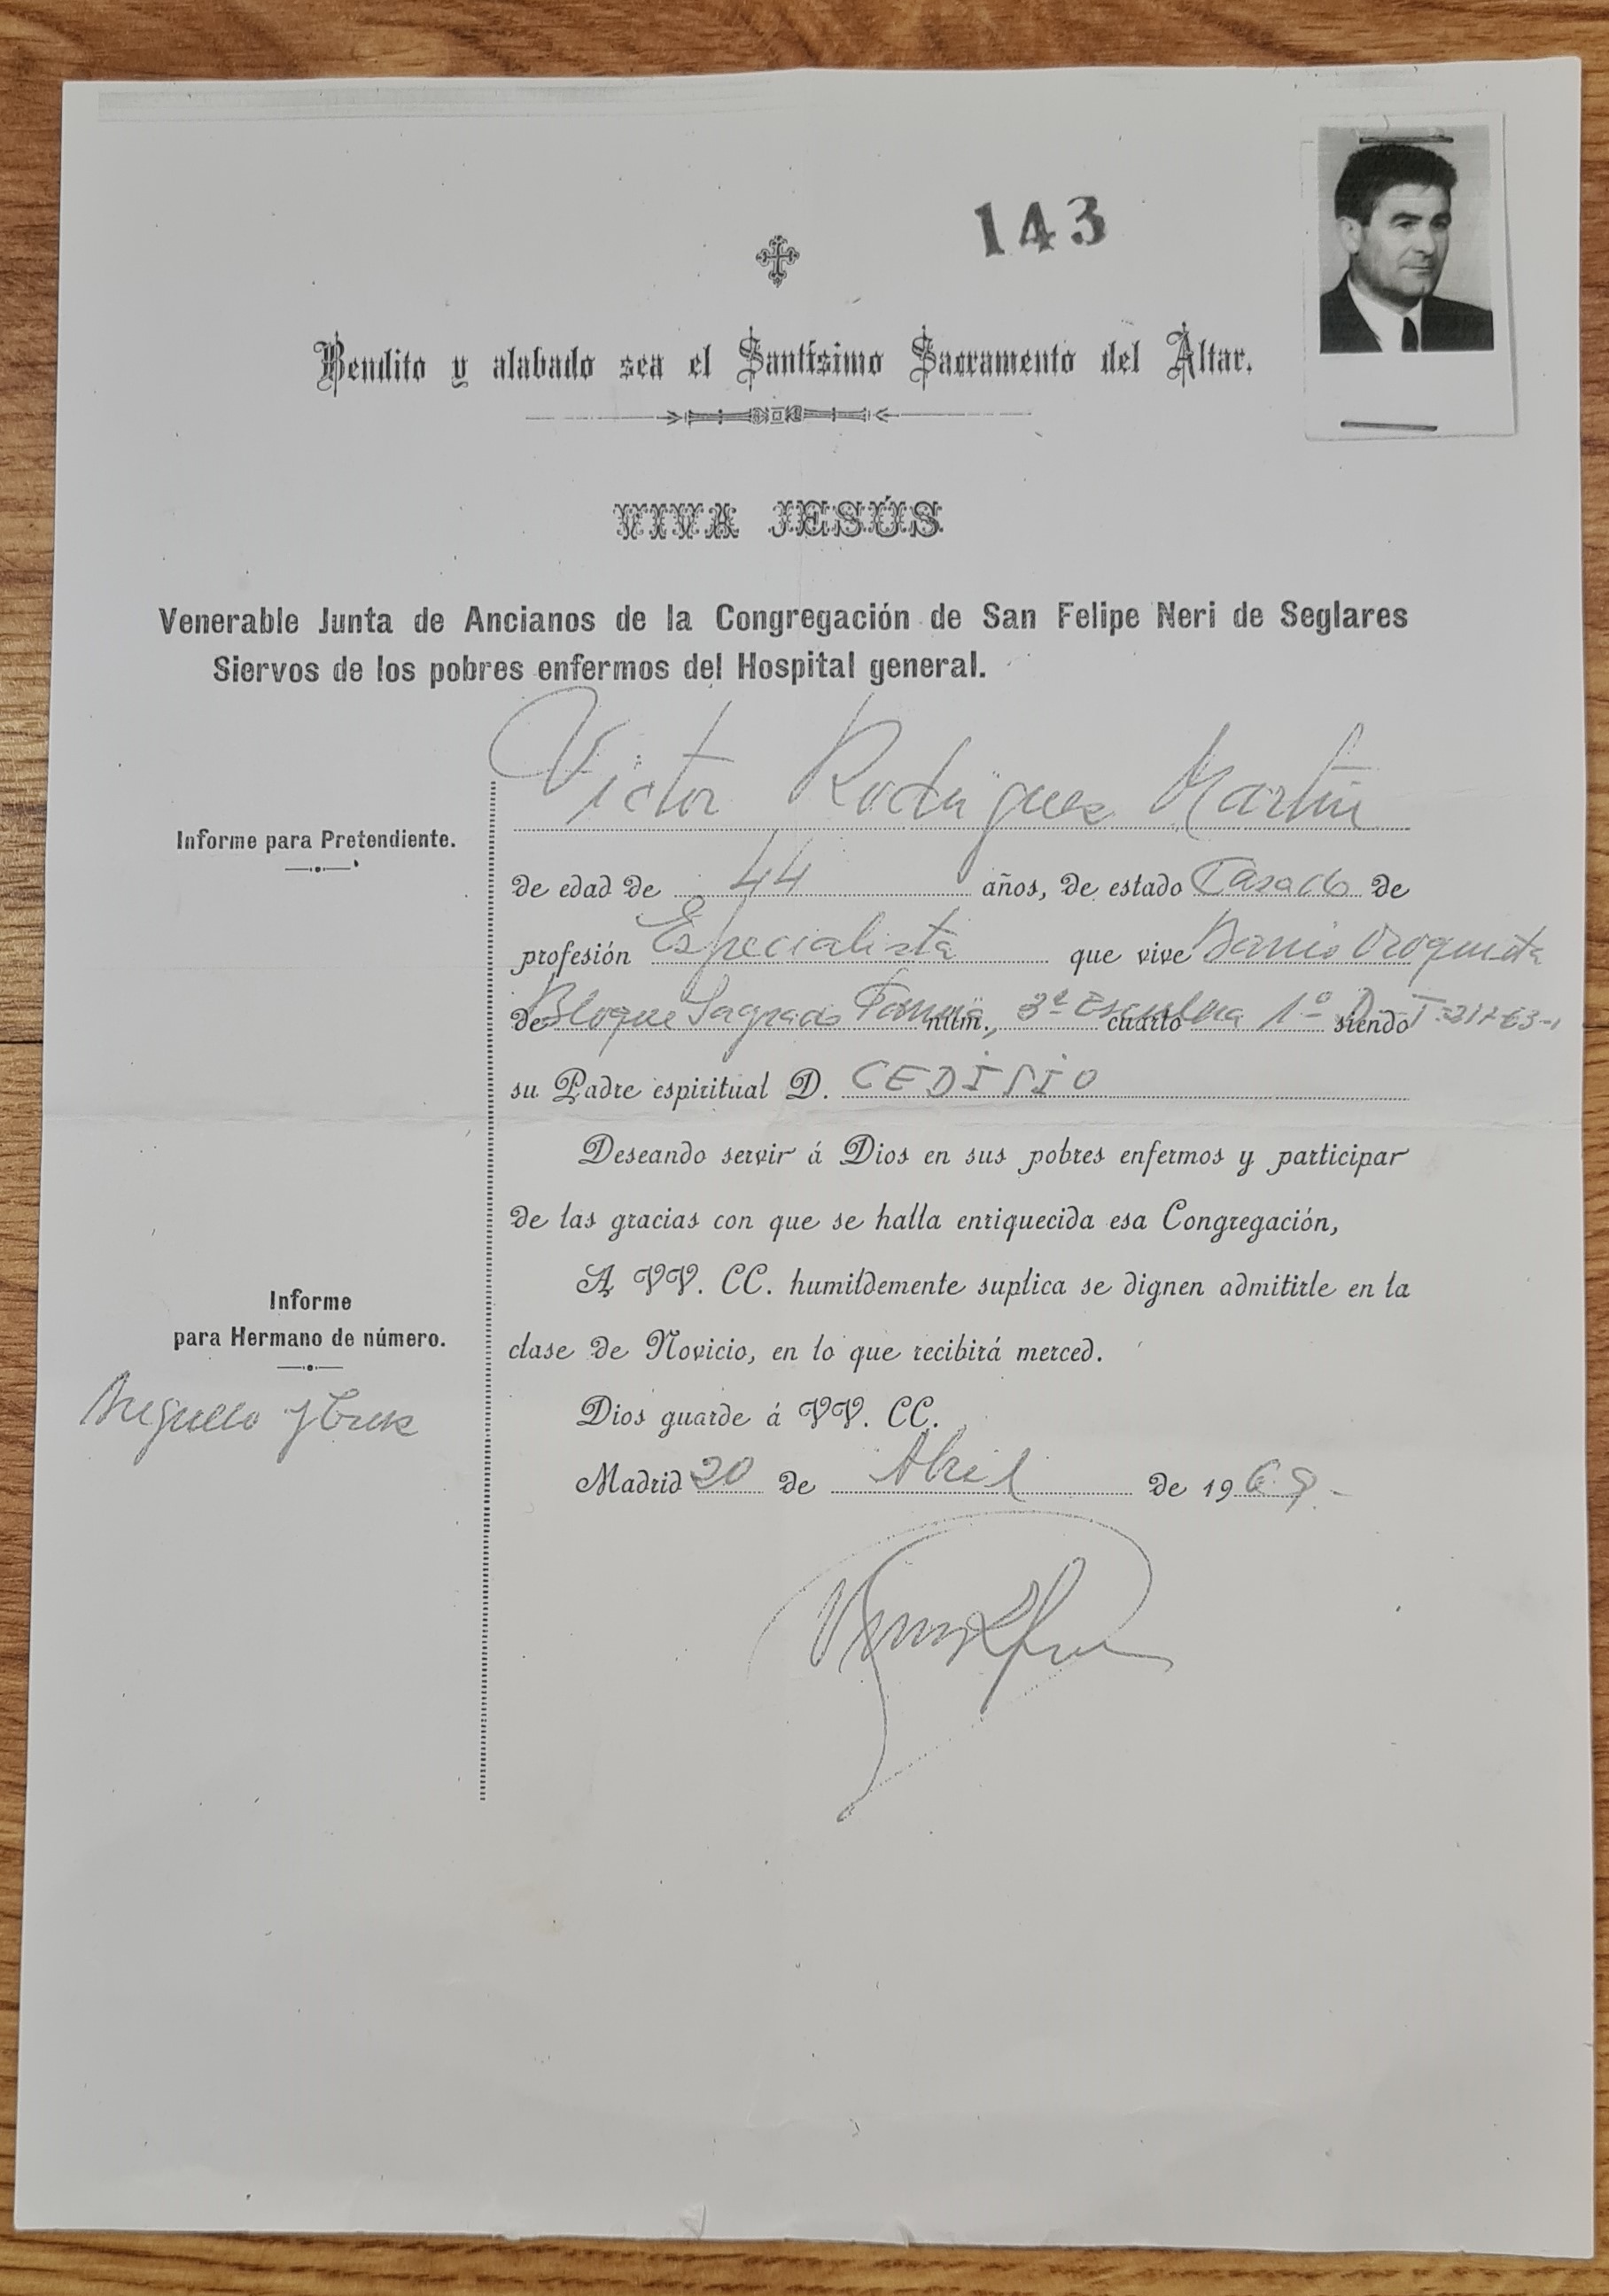 143
Bendito y alabado sea el Santísimo Sacramento del Altar.
VIVA JESÚS
Venerable Junta de Ancianos de la Congregación de San Felipe Neri de Seglares
Siervos de los pobres enfermos del Hospital general.
Victor Rodriguez Martin
Informe para Pretendiente.
de edad de 44 años, de estado Casado de
profesión Especialista que vive Barrio Oroquieta
de Bloque Sagrada Familia núm., 3ª Escalera cuarto 1º D. siendo
su Padre espiritual D. CEDISIO
Deseando servir á Dios en sus pobres enfermos y participar
de las gracias con que se halla enriquecida esa Congregación,
A VV. CC. humildemente suplica se dignen admitirle en la
clase de Novicio, en lo que recibirá merced.
Informe
para Hermano de número.
Dios guarde á VV. CC.
Madrid 20 de Abril de 1969.-